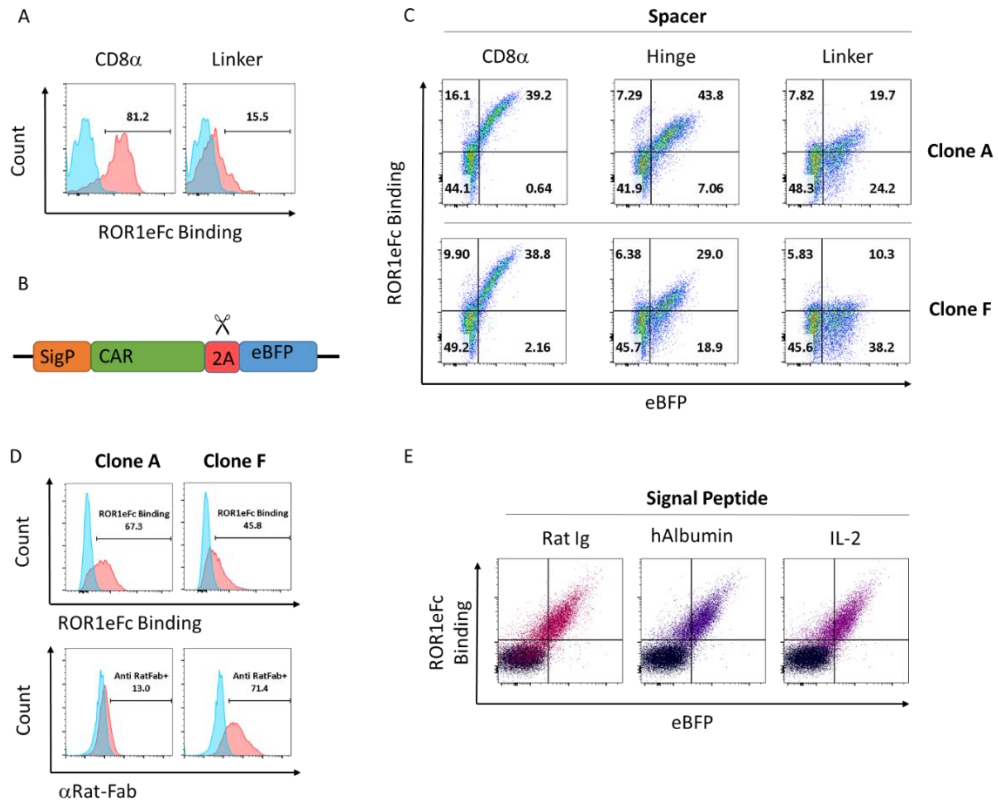 A
CD8α
Linker
81.2
15.5
Count
ROR1eFc Binding
B
SigP
CAR
2A
eBFP
C
Spacer
CD8α
Hinge
Linker
16.1
39.2
7.29
43.8
7.82
19.7
44.1
0.64
41.9
7.06
48.3
24.2
Clone A
9.90
38.8
6.38
29.0
5.83
10.3
49.2
2.16
45.7
18.9
45.6
38.2
Clone F
ROR1eFc Binding
eBFP
D
Clone A
Clone F
ROR1eFc Binding
67.3
ROR1eFc Binding
45.8
Count
ROR1eFc Binding
Anti RatFab+
13.0
Anti RatFab+
71.4
Count
αRat-Fab
E
Signal Peptide
Rat Ig
hAlbumin
IL-2
ROR1eFc
Binding
eBFP